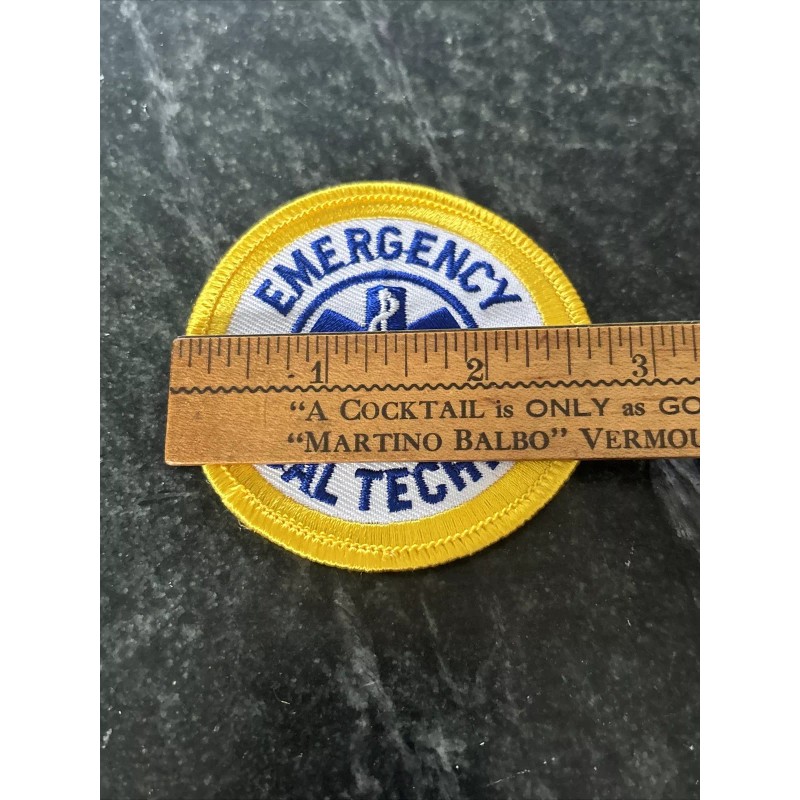 EMERGENCY
1 2 3
"A COCKTAIL is ONLY as GO
"MARTINO BALBO" VERMOU
AL TECH